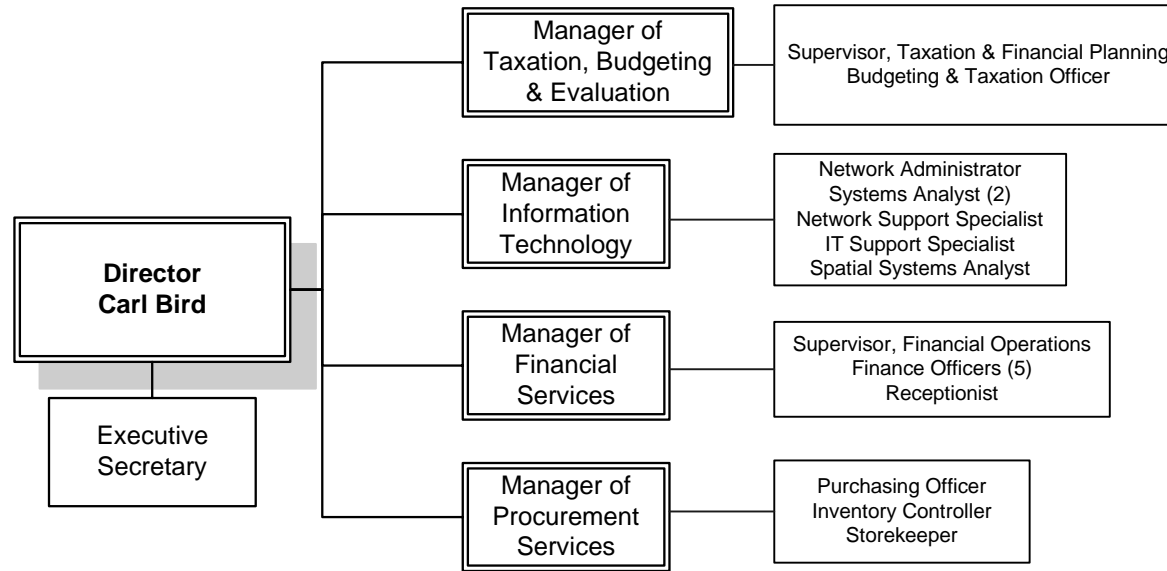 Manager of
Taxation, Budgeting
& Evaluation
Supervisor, Taxation & Financial Planning
Budgeting & Taxation Officer
Manager of
Information
Technology
Network Administrator
Systems Analyst (2)
Network Support Specialist
IT Support Specialist
Spatial Systems Analyst
Director
Carl Bird
Executive
Secretary
Manager of
Financial
Services
Supervisor, Financial Operations
Finance Officers (5)
Receptionist
Manager of
Procurement
Services
Purchasing Officer
Inventory Controller
Storekeeper